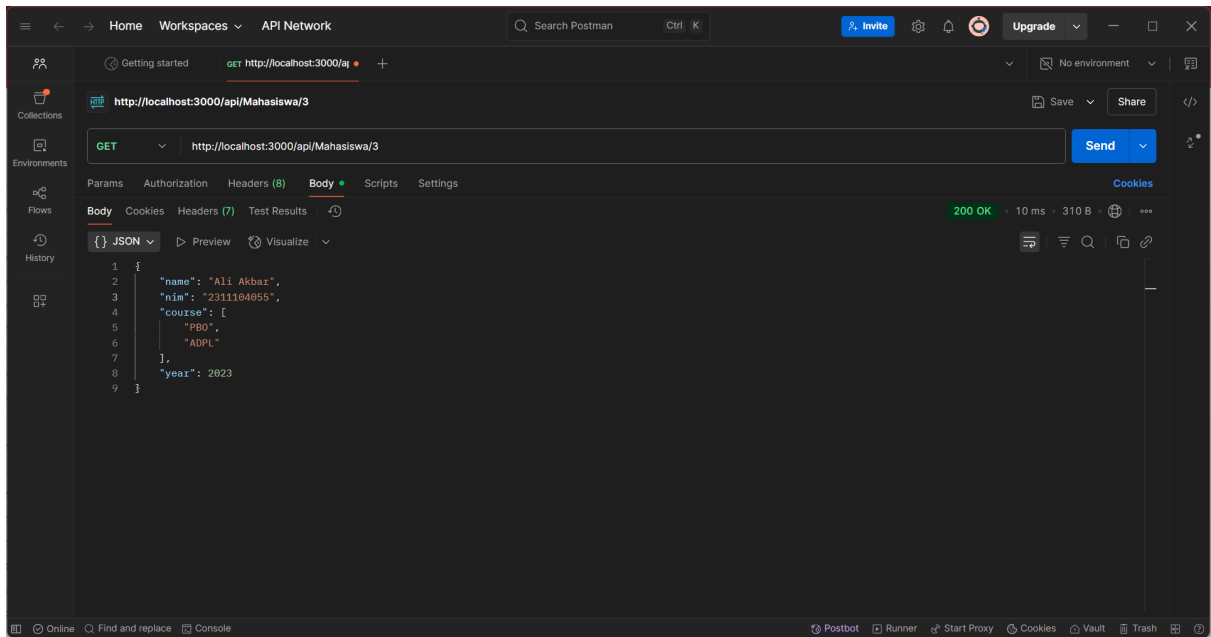 Home Workspaces API Network Search Postman Ctrl K Invite Upgrade
Getting started GET http://localhost:3000/a No environment
HTTP http://localhost:3000/api/Mahasiswa/3 Save Share
Collections
GET http://localhost:3000/api/Mahasiswa/3 Send
Environments
Params Authorization Headers (8) Body Scripts Settings Cookies
Flows
Body Cookies Headers (7) Test Results 200 OK 10 ms 310 B
{} JSON Preview Visualize
History
1 {
2 "name": "Ali Akbar",
3 "nim": "2311104055",
4 "course": [
5 "PBO",
6 "ADPL"
7 ],
8 "year": 2023
9 }
Online Find and replace Console Postbot Runner Start Proxy Cookies Vault Trash